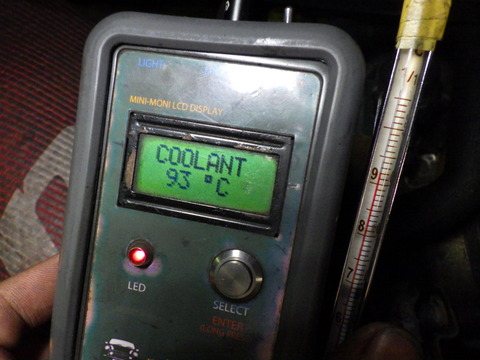 LIGHT
MINI-MONI LCD DISPLAY
COOLANT
93 °C
LED
SELECT
ENTER
9
8
7